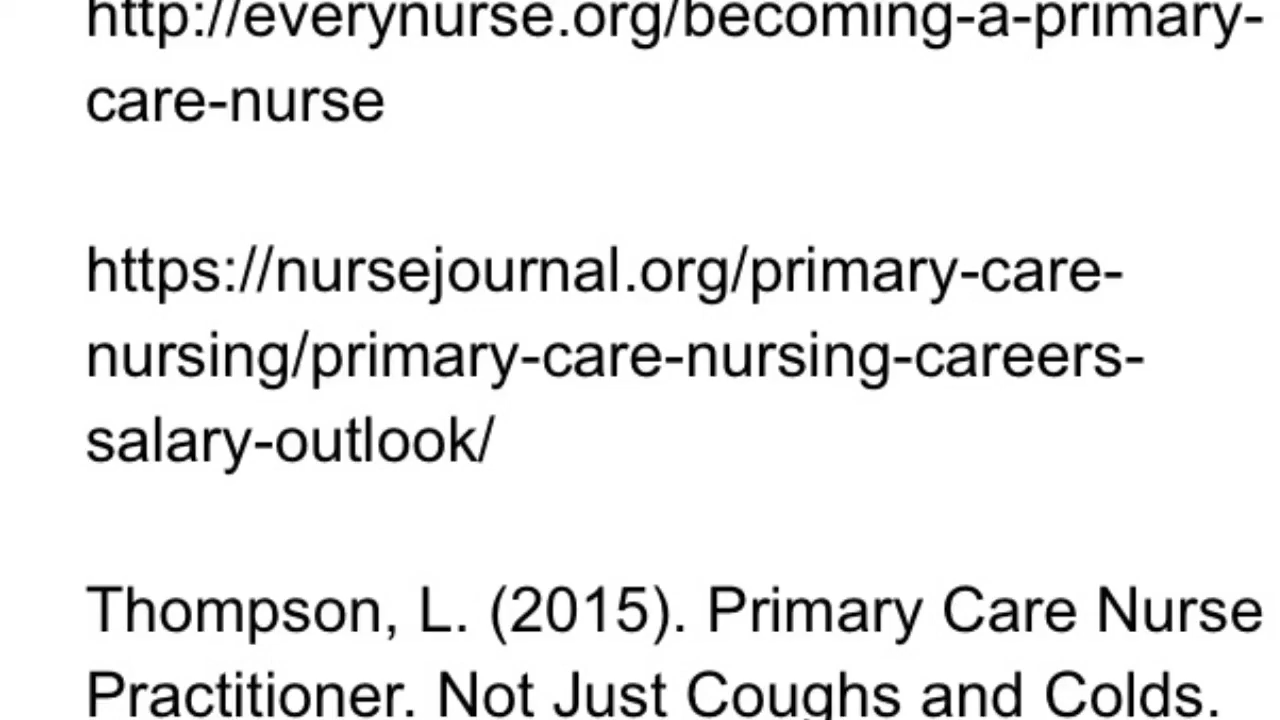 http://everynurse.org/becoming-a-primary-
care-nurse
https://nursejournal.org/primary-care-
nursing/primary-care-nursing-careers-
salary-outlook/
Thompson, L. (2015). Primary Care Nurse
Practitioner. Not Just Coughs and Colds.